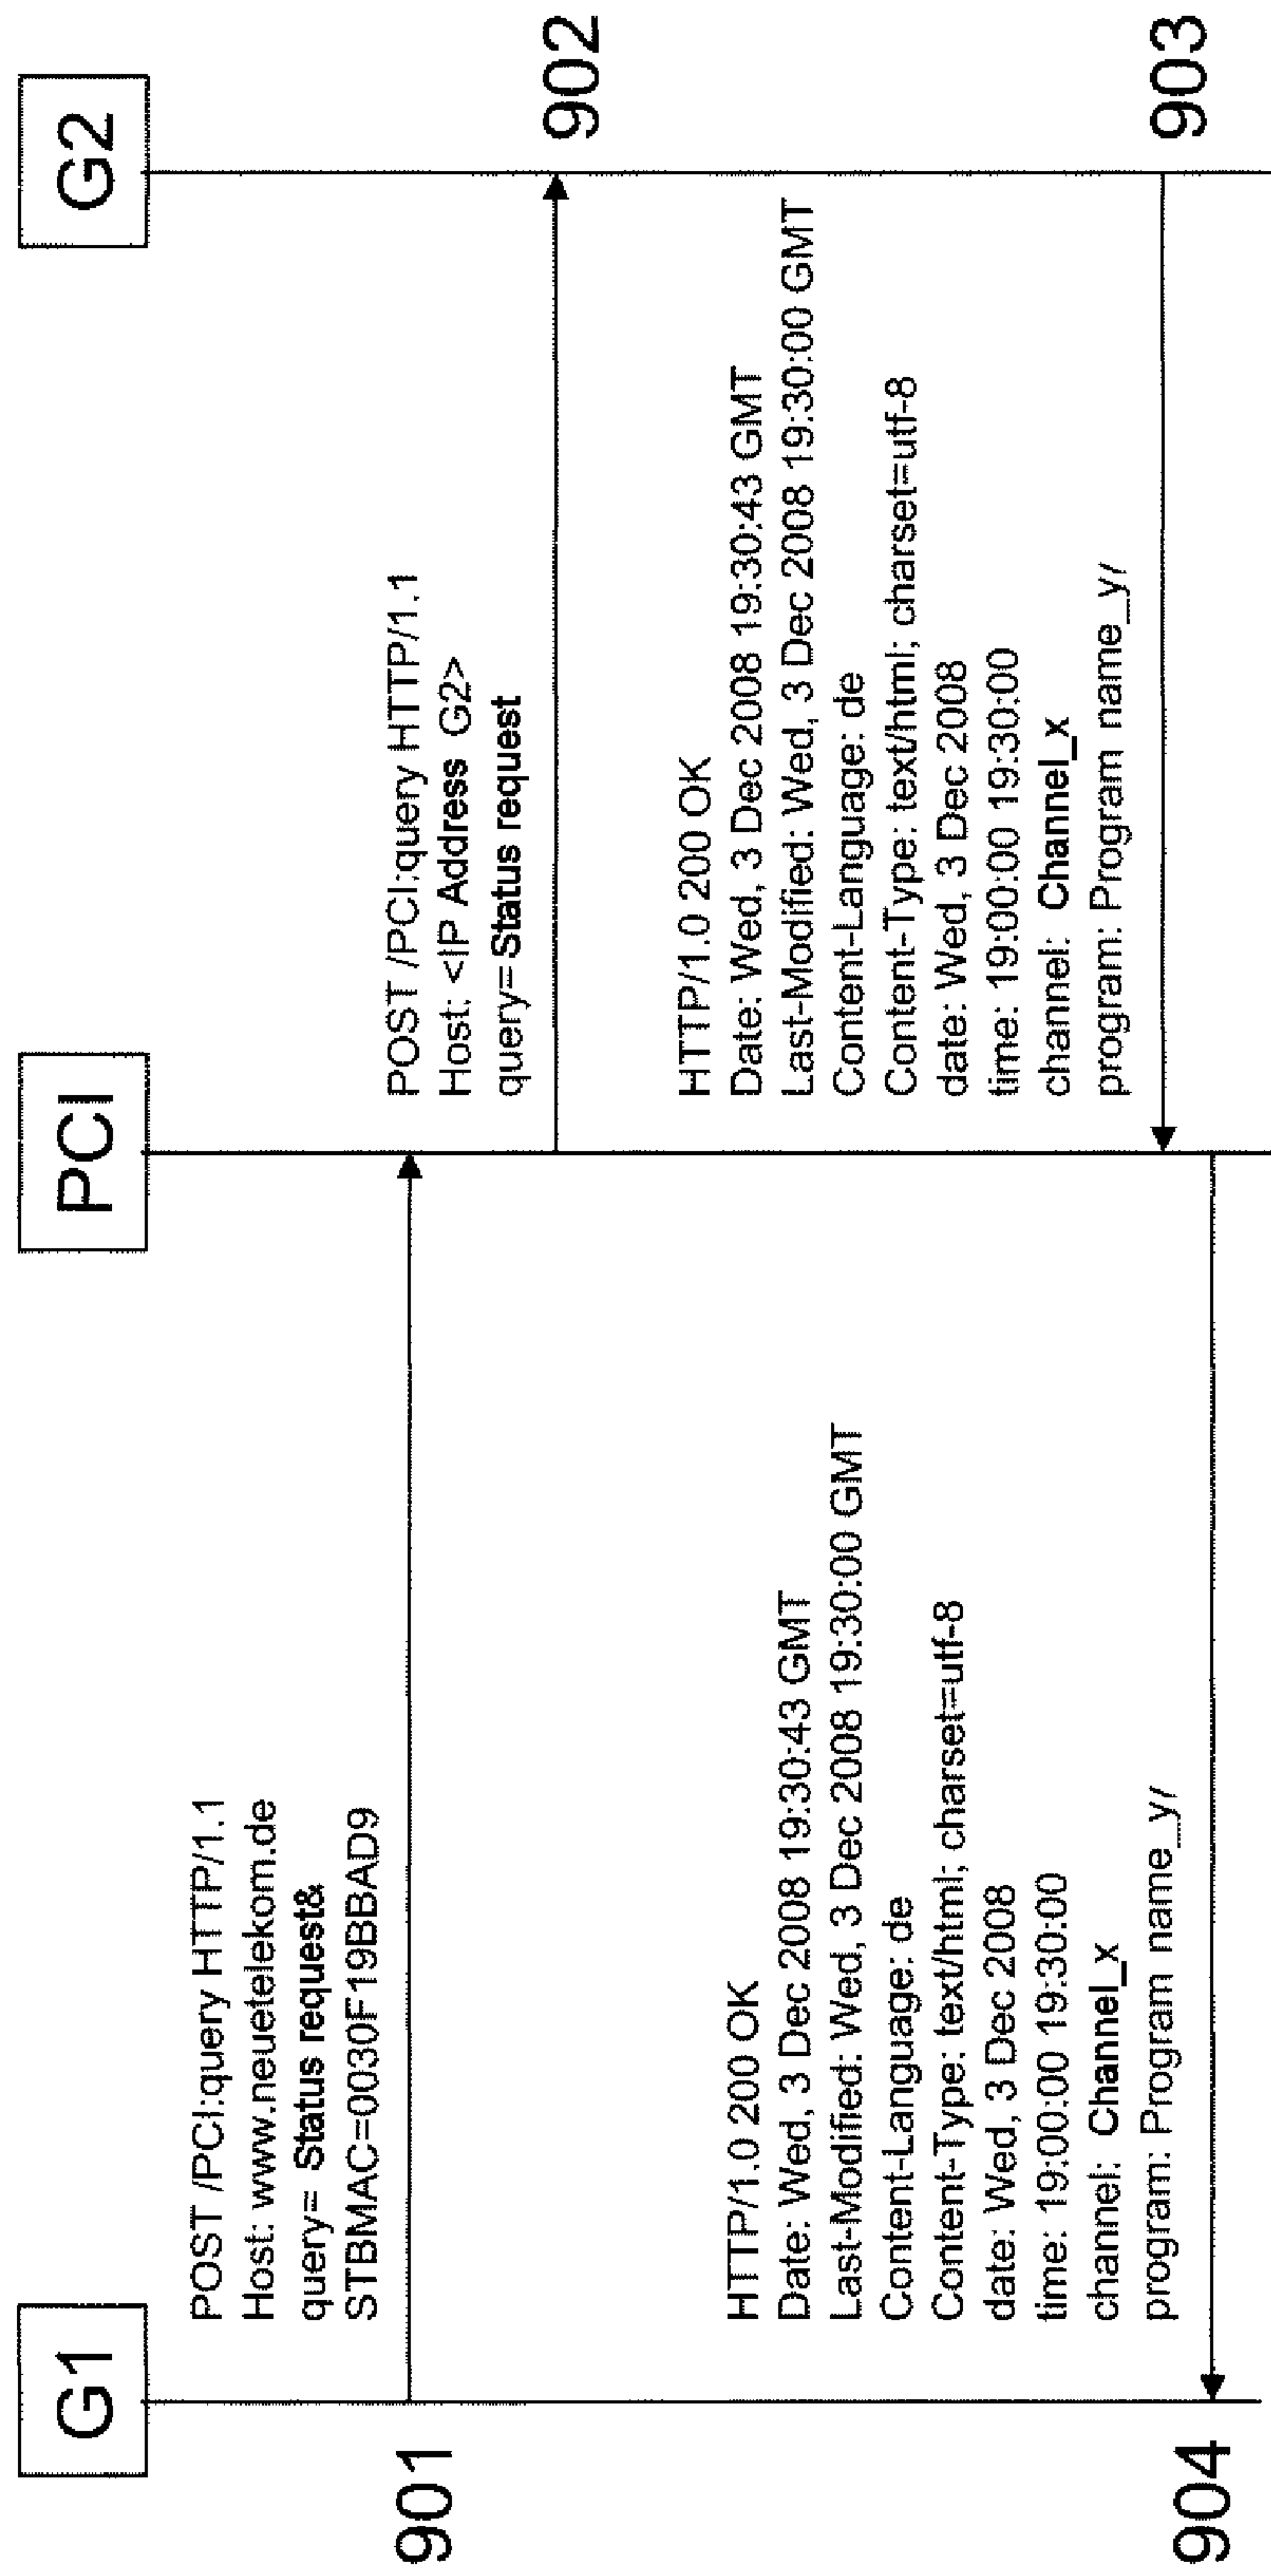 G1
PCI
G2
POST /PCI:query HTTP/1.1
Host: www.neuetelekom.de
query= Status request&
STBMAC=0030F19BBAD9
901
POST /PCI:query HTTP/1.1
Host: <IP Address G2>
query=Status request
902
HTTP/1.0 200 OK
Date: Wed, 3 Dec 2008 19:30:43 GMT
Last-Modified: Wed, 3 Dec 2008 19:30:00 GMT
Content-Language: de
Content-Type: text/html; charset=utf-8
date: Wed, 3 Dec 2008
time: 19:00:00 19:30:00
channel: Channel_x
program: Program name_y/
903
HTTP/1.0 200 OK
Date: Wed, 3 Dec 2008 19:30:43 GMT
Last-Modified: Wed, 3 Dec 2008 19:30:00 GMT
Content-Language: de
Content-Type: text/html; charset=utf-8
date: Wed, 3 Dec 2008
time: 19:00:00 19:30:00
channel: Channel_x
program: Program name_y/
904